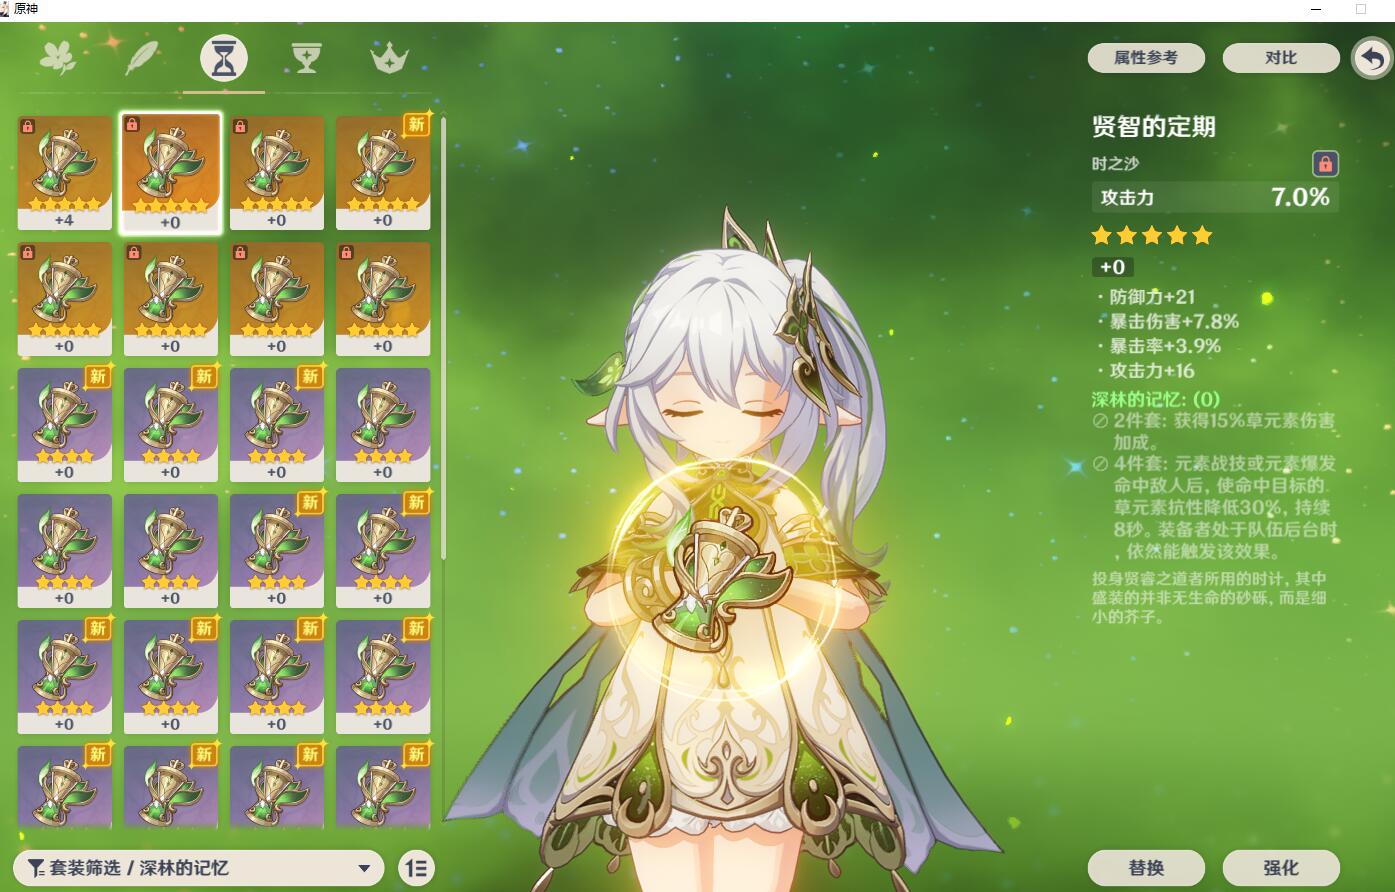 原神
属性参考
对比
新
+4
+0
+0
+0
+0
+0
+0
+0
新
新
新
+0
+0
+0
+0
新
新
+0
+0
+0
+0
新
新
新
新
+0
+0
+0
+0
新
新
新
新
套装筛选 / 深林的记忆
贤智的定期
时之沙
攻击力 7.0%
+0
·防御力+21
·暴击伤害+7.8%
·暴击率+3.9%
·攻击力+16
深林的记忆: (0)
2件套: 获得15%草元素伤害
加成。
4件套: 元素战技或元素爆发
命中敌人后, 使命中目标的
草元素抗性降低30%, 持续
8秒。装备者处于队伍后台时
, 依然能触发该效果。
投身贤睿之道者所用的时计, 其中
盛装的并非无生命的砂砾, 而是细
小的芥子。
替换
强化